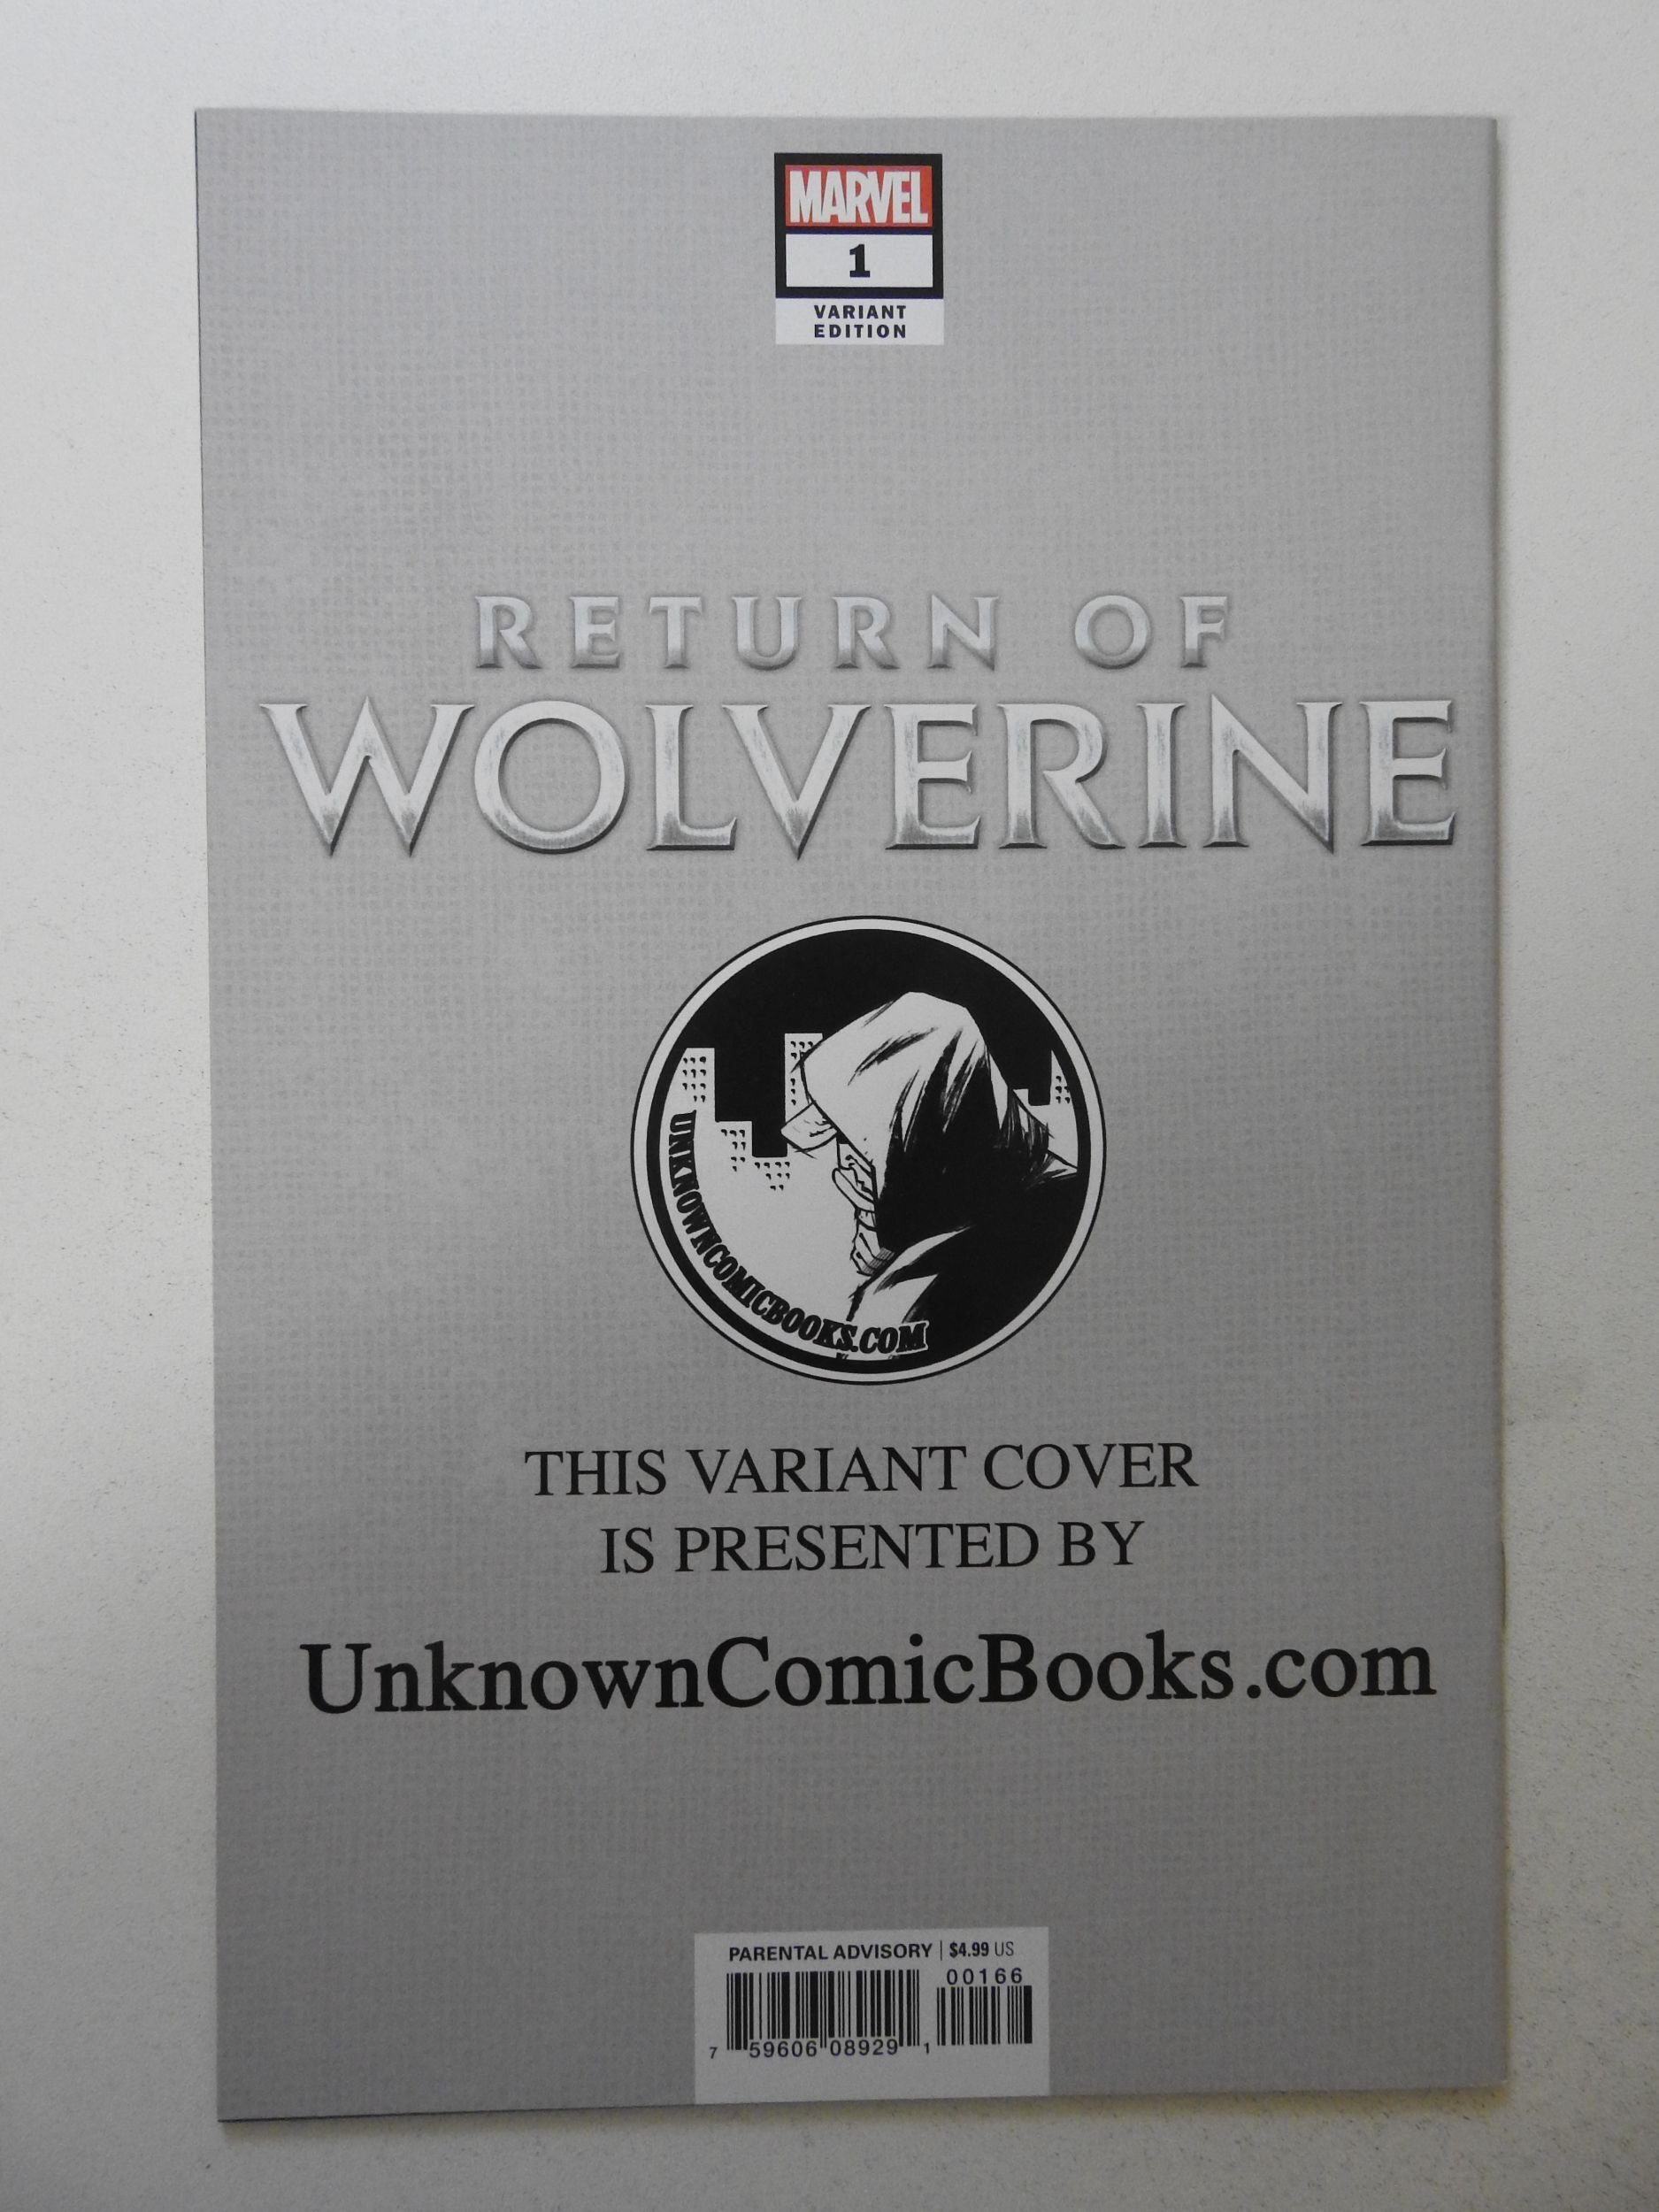 MARVEL
1
VARIANT
EDITION
RETURN OF
WOLVERINE
UNKNOWNCOMICBOOKS.COM
THIS VARIANT COVER
IS PRESENTED BY
UnknownComicBooks.com
PARENTAL ADVISORY | $4.99 US
00166
7 59606 08929 1